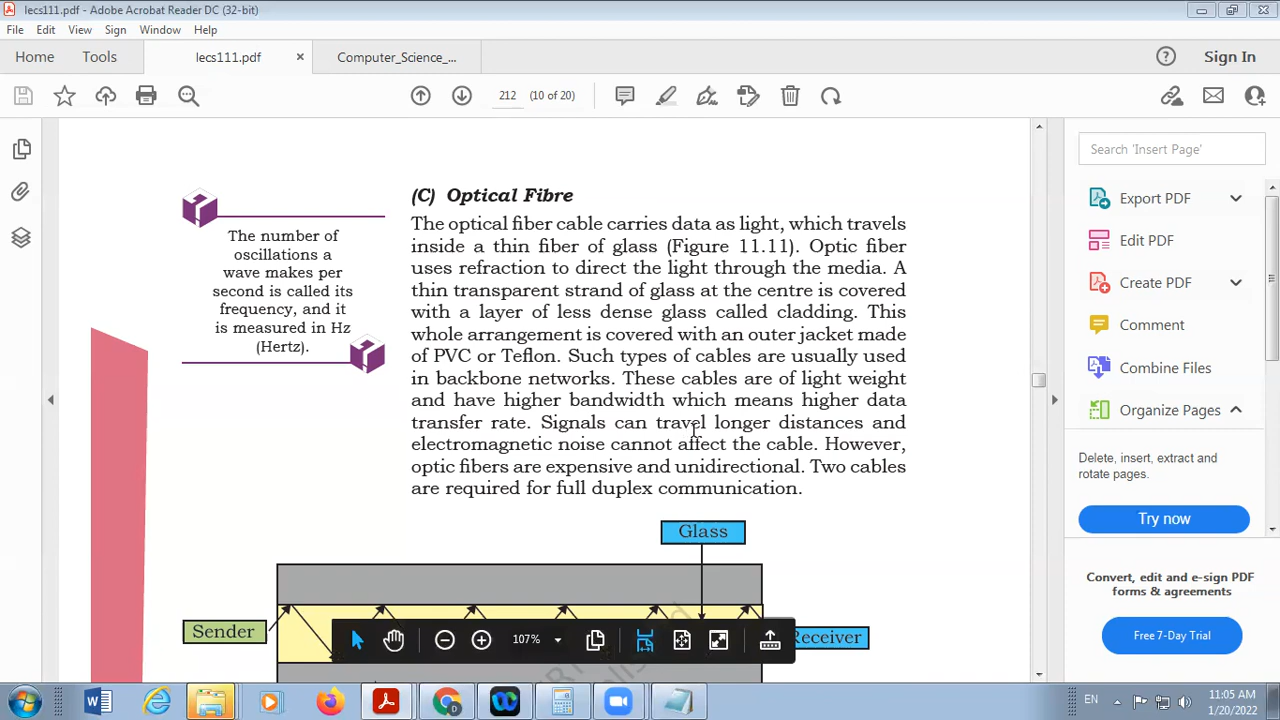 lecs111.pdf - Adobe Acrobat Reader DC (32-bit)
File Edit View Sign Window Help
Home Tools lecs111.pdf × Computer_Science_... Sign In
212 (10 of 20)
(C) Optical Fibre
The optical fiber cable carries data as light, which travels
inside a thin fiber of glass (Figure 11.11). Optic fiber
uses refraction to direct the light through the media. A
thin transparent strand of glass at the centre is covered
with a layer of less dense glass called cladding. This
whole arrangement is covered with an outer jacket made
of PVC or Teflon. Such types of cables are usually used
in backbone networks. These cables are of light weight
and have higher bandwidth which means higher data
transfer rate. Signals can travel longer distances and
electromagnetic noise cannot affect the cable. However,
optic fibers are expensive and unidirectional. Two cables
are required for full duplex communication.
The number of
oscillations a
wave makes per
second is called its
frequency, and it
is measured in Hz
(Hertz).
Glass
Sender
Receiver
107%
Search 'Insert Page'
Export PDF
Edit PDF
Create PDF
Comment
Combine Files
Organize Pages
Delete, insert, extract and
rotate pages.
Try now
Convert, edit and e-sign PDF
forms & agreements
Free 7-Day Trial
EN
11:05 AM
1/20/2022